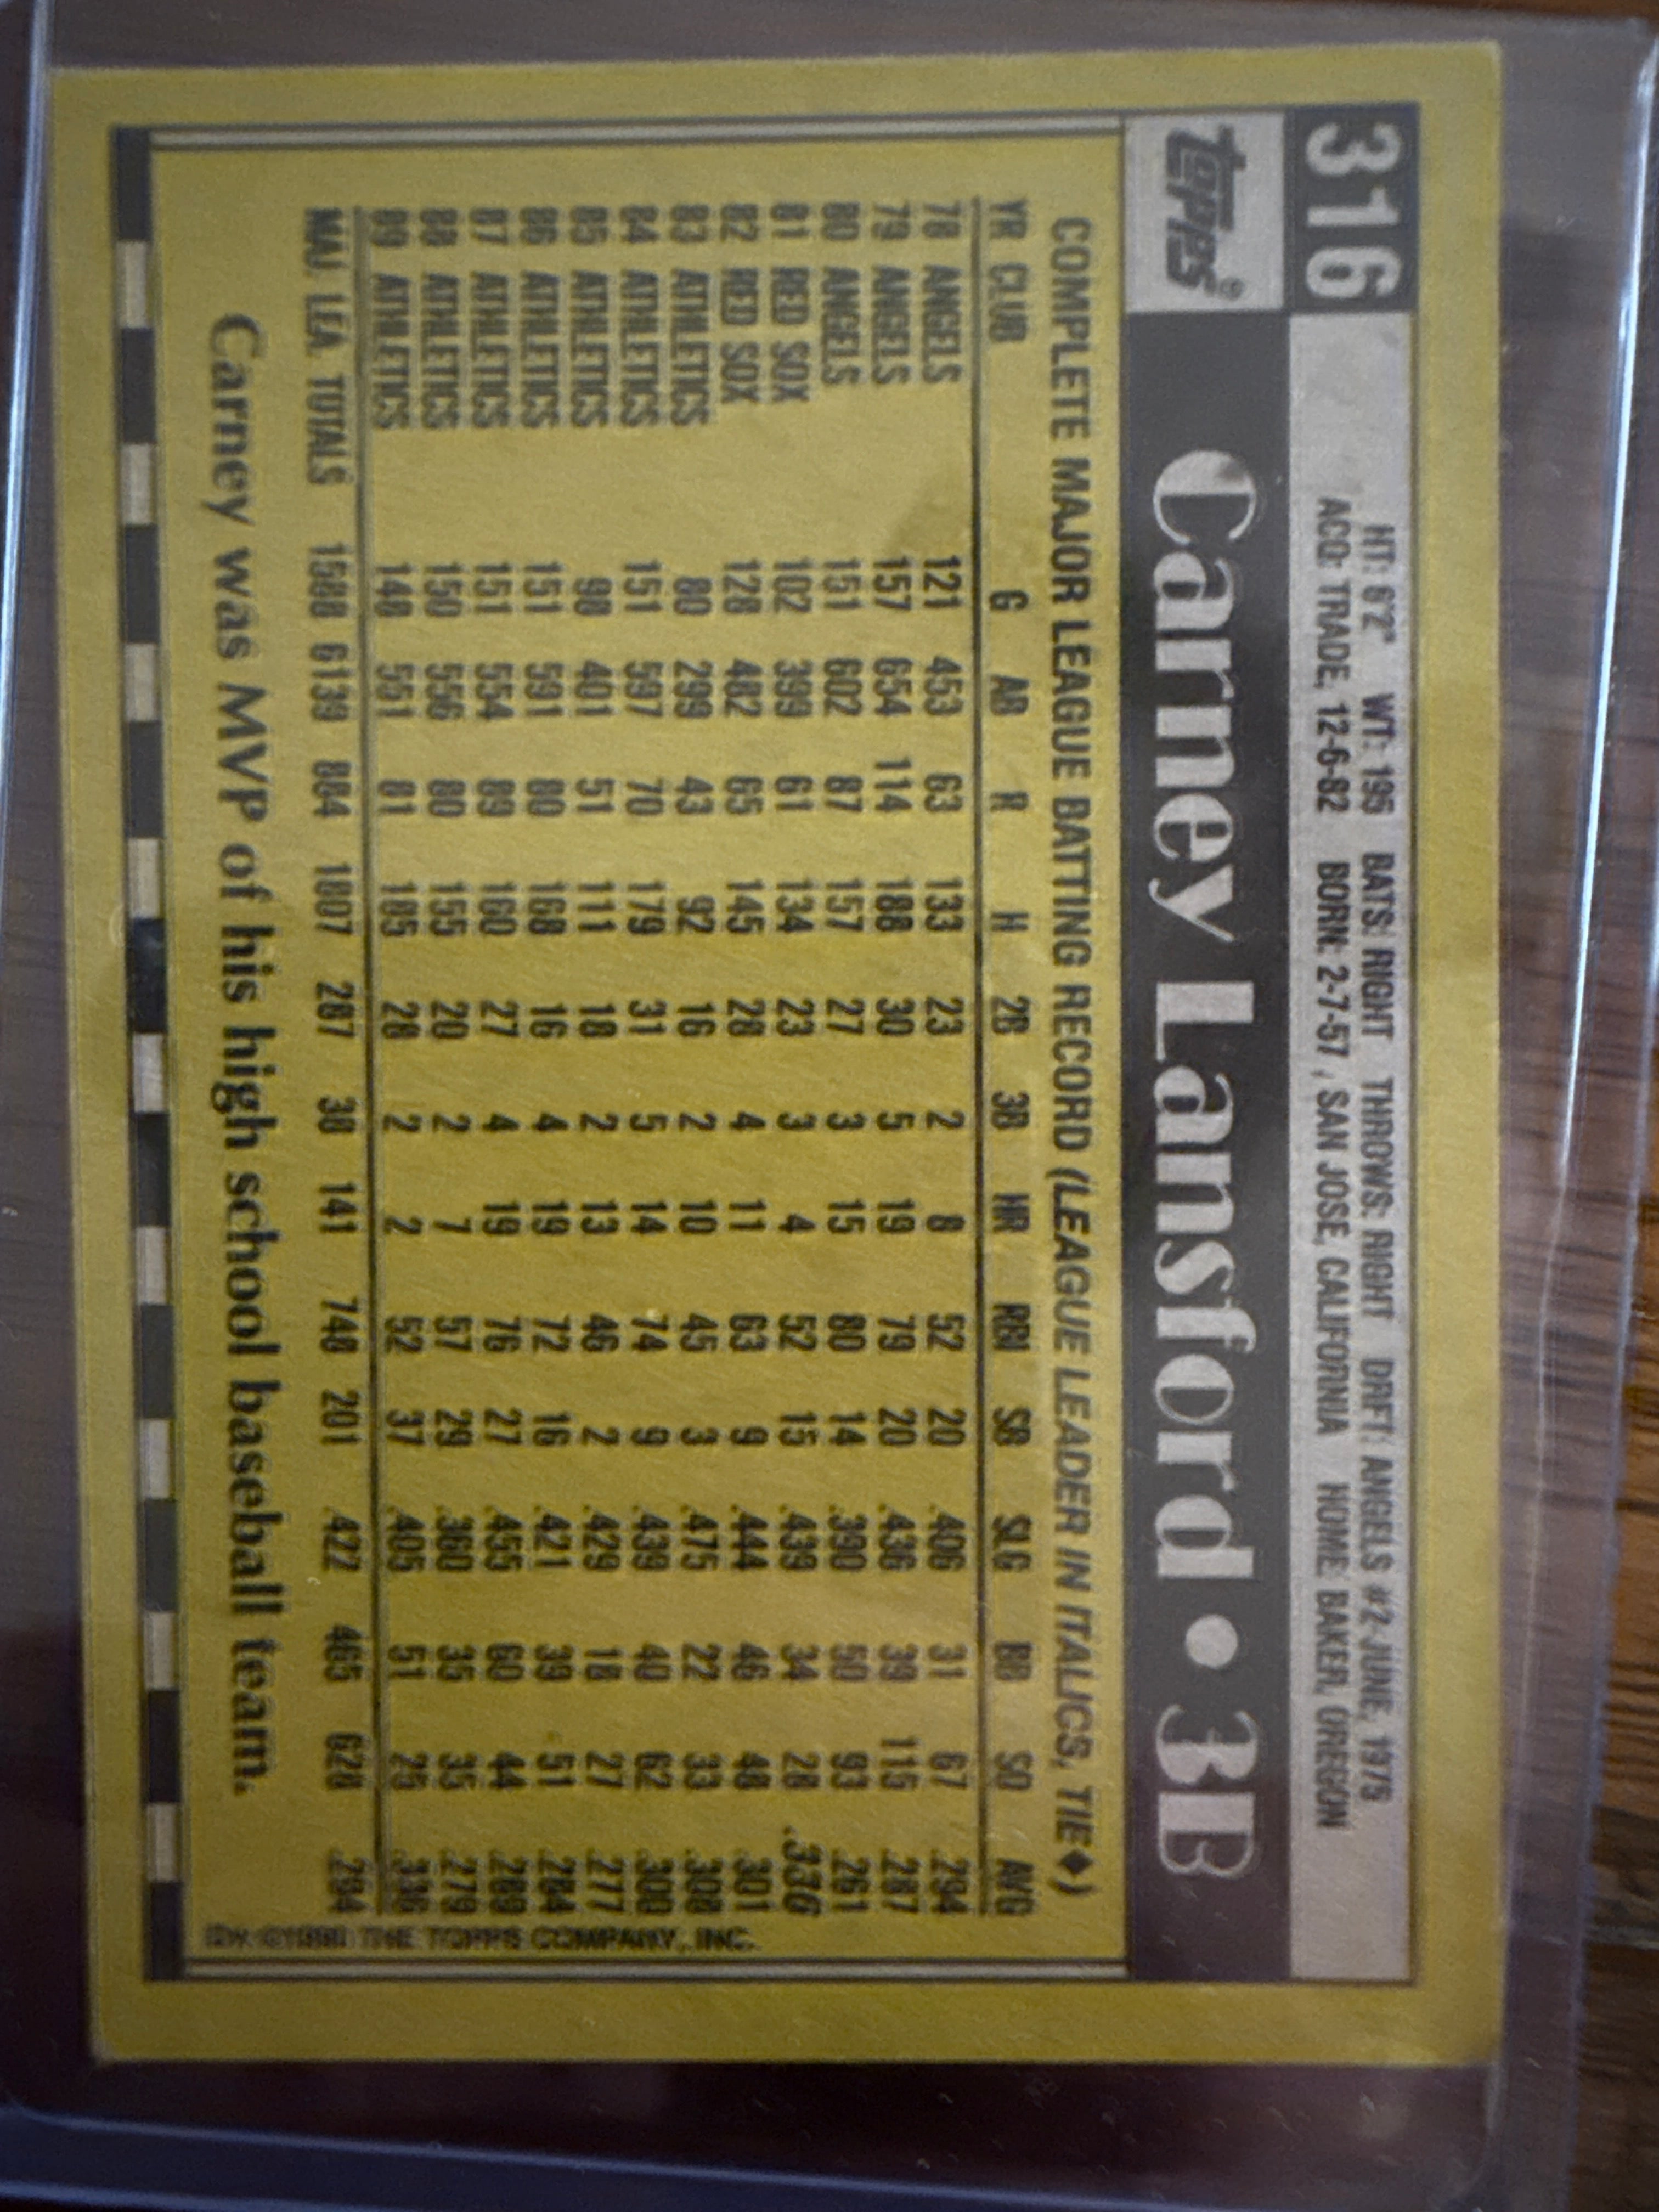 316
HT: 6'2" WT: 195 BATS: RIGHT THROWS: RIGHT DRFT: ANGELS #2-JUNE, 1975
ACQ: TRADE, 12-6-82 BORN: 2-7-57, SAN JOSE, CALIFORNIA HOME: BAKER, OREGON
TOPPS® Carney Lansford • 3B
COMPLETE MAJOR LEAGUE BATTING RECORD (LEAGUE LEADER IN ITALICS, TIE♦)
YR CLUB G AB R H 2B 3B HR RBI SB SLG BB SO AVG
78 ANGELS 121 453 63 133 23 2 8 52 20 .406 31 67 .294
79 ANGELS 157 654 114 188 30 5 19 79 20 .436 39 115 .287
80 ANGELS 151 602 87 157 27 3 15 80 14 .390 50 93 .261
81 RED SOX 102 399 61 134 23 3 4 52 15 .439 34 28 .336
82 RED SOX 128 482 65 145 28 4 11 63 9 .444 46 48 .301
83 ATHLETICS 80 299 43 92 16 2 10 45 3 .475 22 33 .308
84 ATHLETICS 151 597 70 179 31 5 14 74 9 .439 40 62 .300
85 ATHLETICS 98 401 51 111 18 2 13 46 2 .429 18 27 .277
86 ATHLETICS 151 591 80 168 16 4 19 72 16 .421 39 51 .284
87 ATHLETICS 151 554 89 160 27 4 19 76 27 .455 60 44 .289
88 ATHLETICS 150 556 80 155 20 2 7 57 29 .360 35 35 .279
89 ATHLETICS 148 551 81 185 28 2 2 52 37 .405 51 25 .336
MAJ. LEA. TOTALS 1588 6139 884 1807 287 38 141 748 201 .427 465 628 .294
Carney was MVP of his high school baseball team.
©1990 THE TOPPS COMPANY, INC.